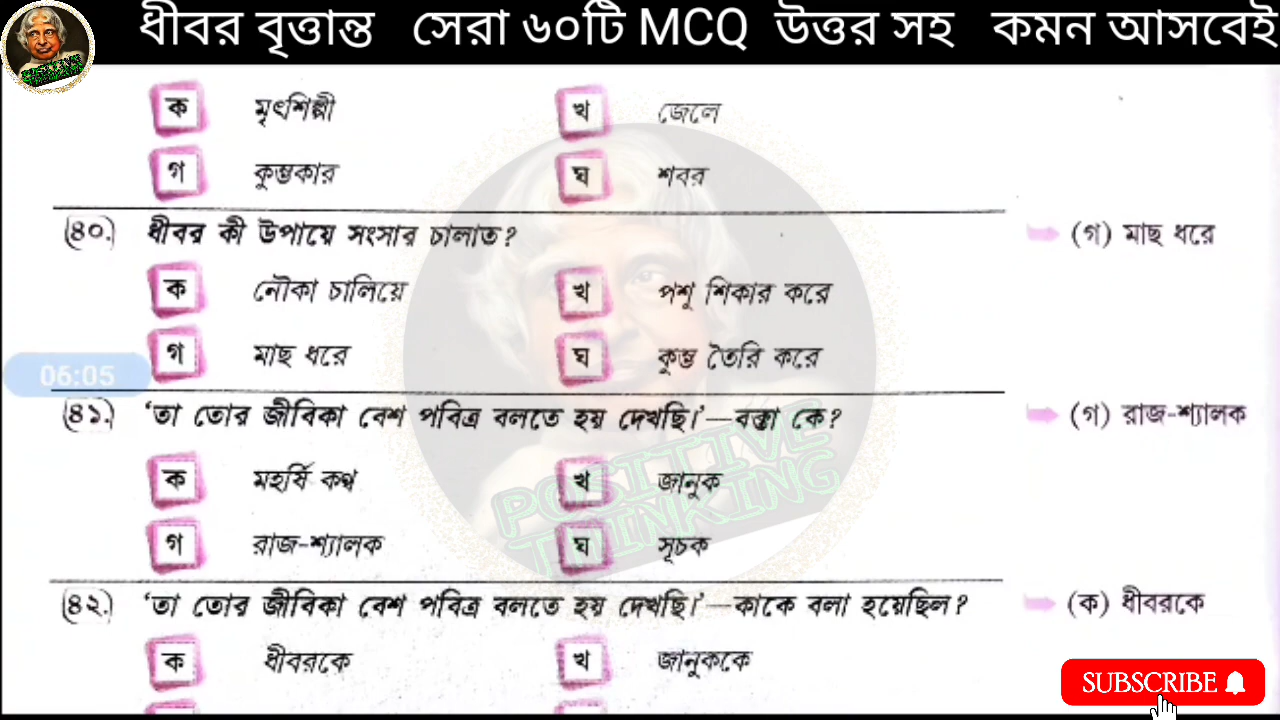 ধীবর বৃত্তান্ত সেরা ৬০টি MCQ উত্তর সহ কমন আসবেই
ক মৃৎশিল্পী খ জেলে
গ কুম্ভকার ঘ শবর
(৪০.) ধীবর কী উপায়ে সংসার চালাত? (গ) মাছ ধরে
ক নৌকা চালিয়ে খ পশু শিকার করে
গ মাছ ধরে ঘ কুম্ভ তৈরি করে
06:05
(৪১.) ‘তা তোর জীবিকা বেশ পবিত্র বলতে হয় দেখছি।’—বক্তা কে? (গ) রাজ-শ্যালক
ক মহর্ষি কণ্ব খ জানুক
গ রাজ-শ্যালক ঘ সূচক
POSITIVE THINKING
(৪২.) ‘তা তোর জীবিকা বেশ পবিত্র বলতে হয় দেখছি।’—কাকে বলা হয়েছিল? (ক) ধীবরকে
ক ধীবরকে খ জানুককে
SUBSCRIBE